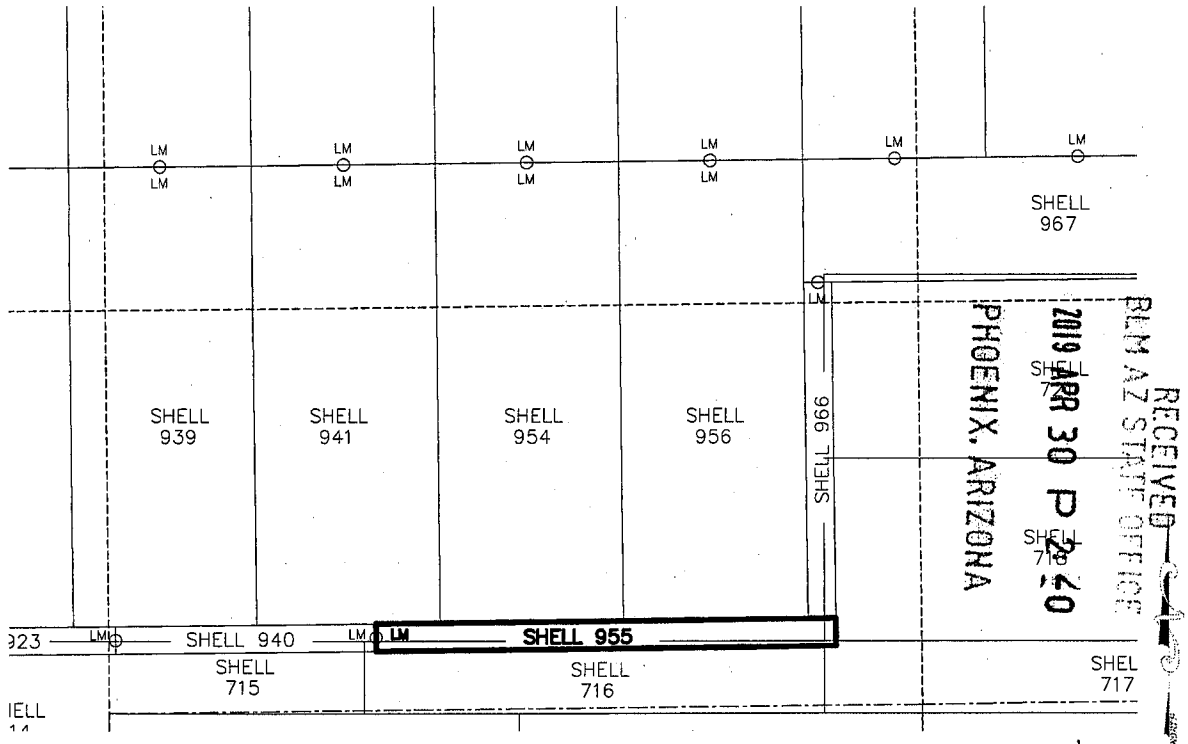 LM
LM
LM
LM
LM
LM
LM
LM
LM
LM
SHELL
967
LM
SHELL
939
SHELL
941
SHELL
954
SHELL
956
SHELL 966
SHELL
SHELL
718
RECEIVED
BLM AZ STATE OFFICE
2019 APR 30 P 2:40
PHOENIX, ARIZONA
923
LM
SHELL 940
LM
LM
SHELL 955
SHELL
715
SHELL
716
SHEL
717